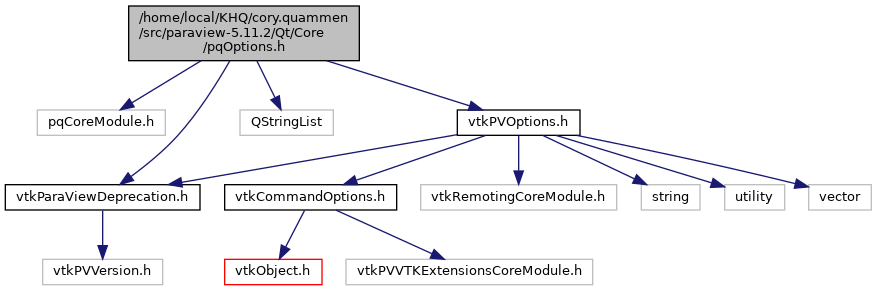 /home/local/KHQ/cory.quammen
/src/paraview-5.11.2/Qt/Core
/pqOptions.h
pqCoreModule.h
QStringList
vtkPVOptions.h
vtkParaViewDeprecation.h
vtkCommandOptions.h
vtkRemotingCoreModule.h
string
utility
vector
vtkPVVersion.h
vtkObject.h
vtkPVVTKExtensionsCoreModule.h